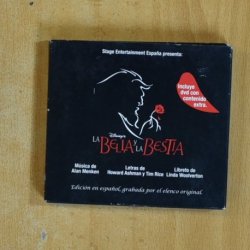 Stage Entertainment España presenta:
Incluye
dvd con
contenido
extra.
Disney's
LA BELLA Y LA BESTIA
Música de
Alan Menken
Letras de
Howard Ashman y Tim Rice
Libreto de
Linda Woolverton
Edición en español, grabada por el elenco original.